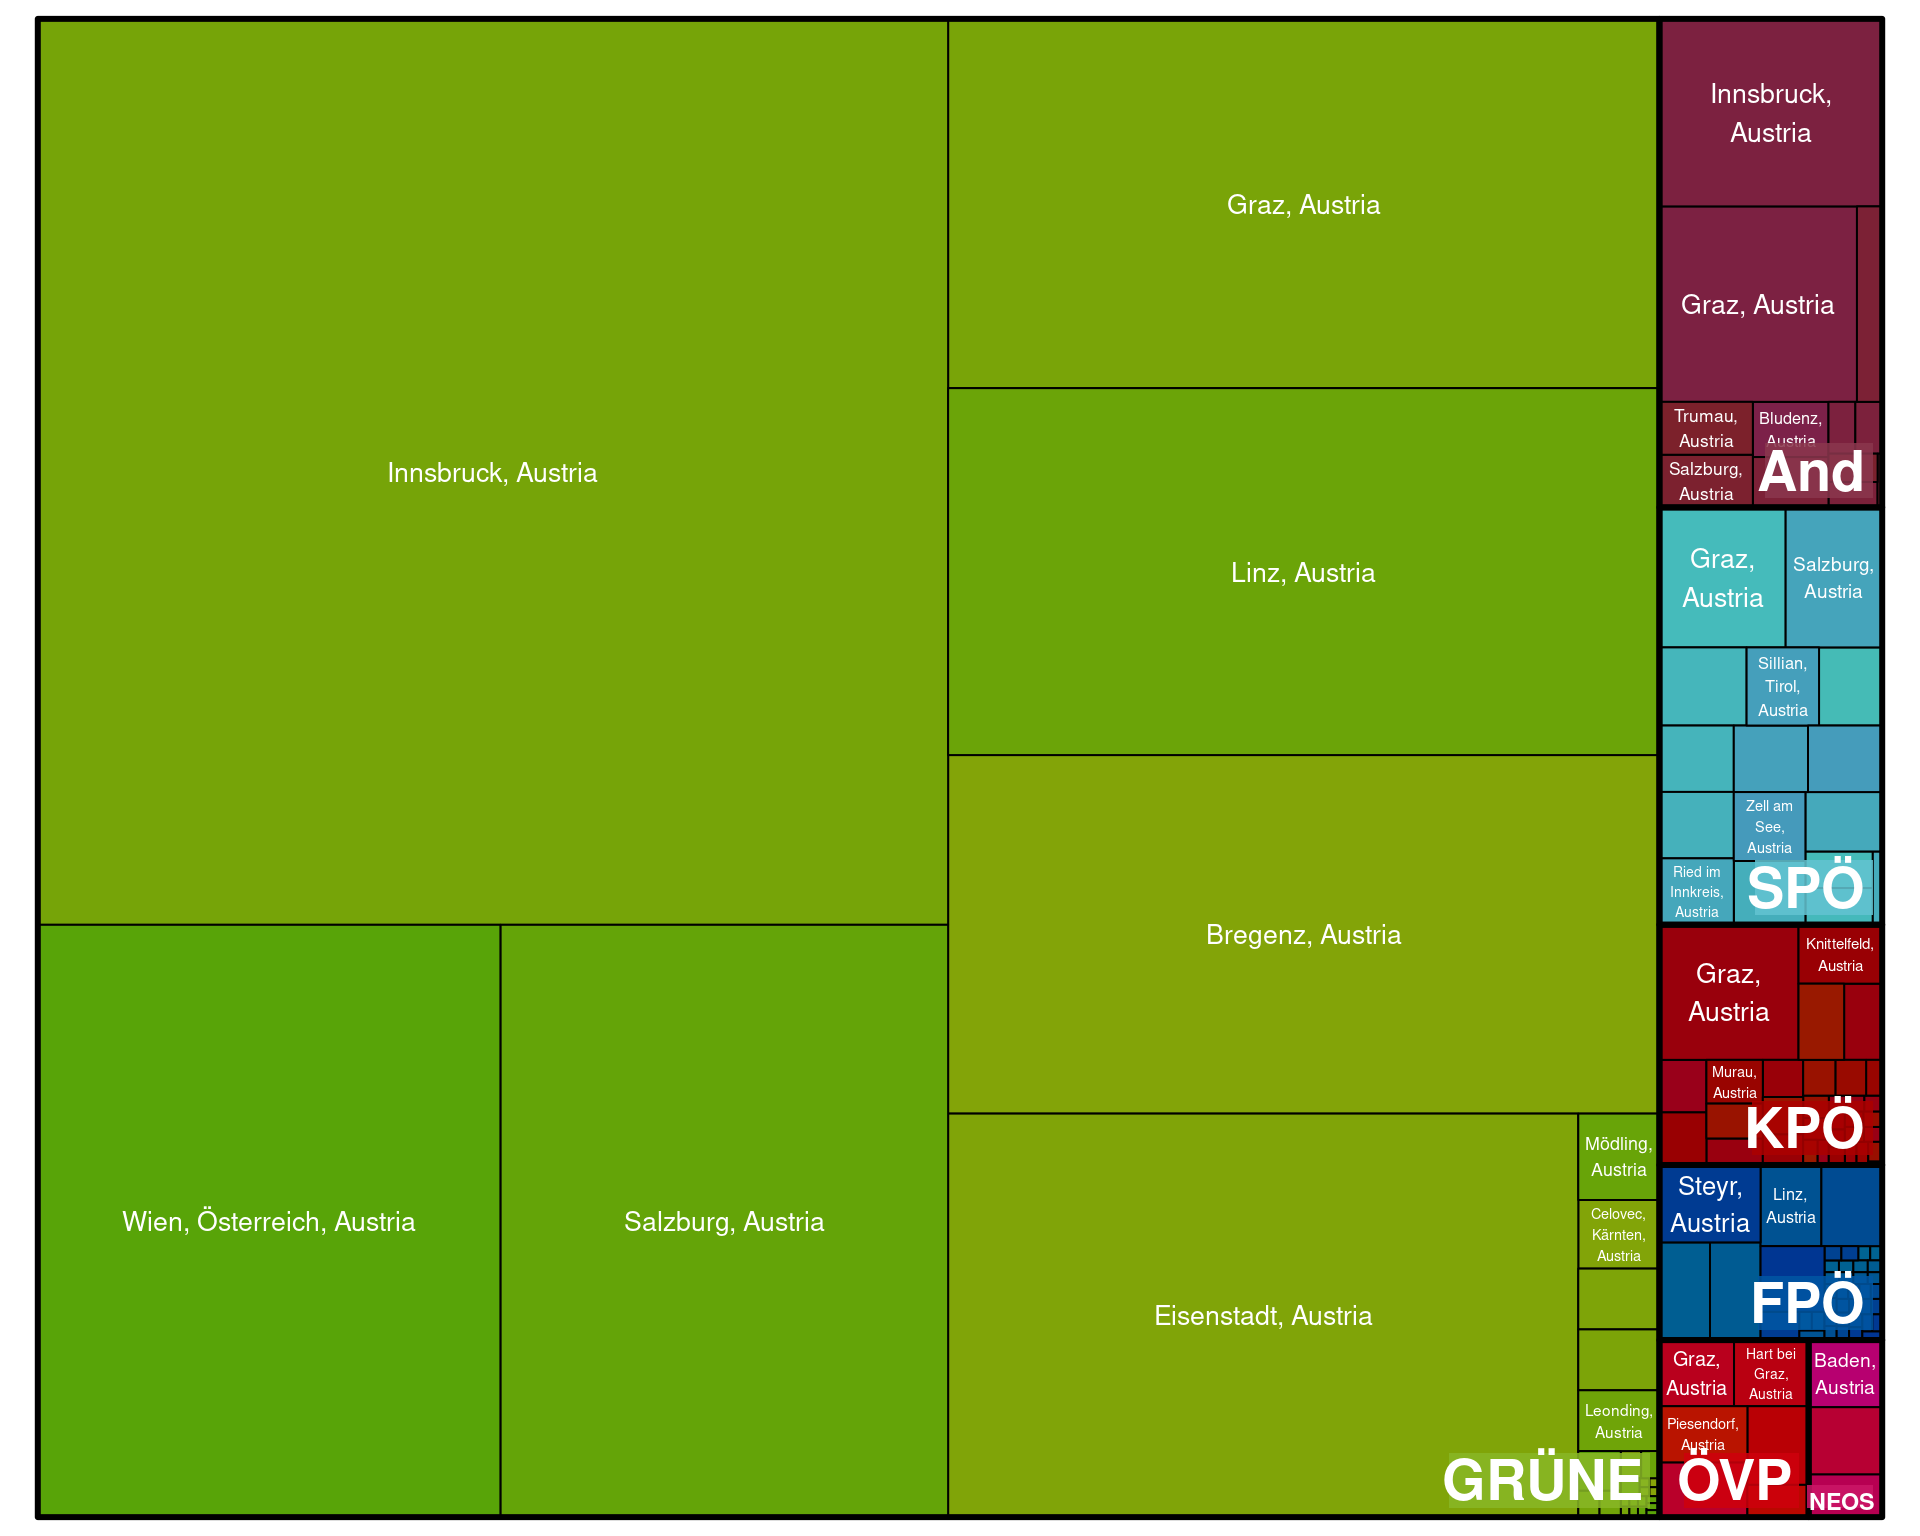 Innsbruck, Austria
Wien, Österreich, Austria
Salzburg, Austria
Graz, Austria
Linz, Austria
Bregenz, Austria
Eisenstadt, Austria
Mödling,
Austria
Celovec,
Kärnten,
Austria
Leonding,
Austria
GRÜNE
Innsbruck,
Austria
Graz, Austria
Trumau,
Austria
Bludenz,
Austria
Salzburg,
Austria
And
Graz,
Austria
Salzburg,
Austria
Sillian,
Tirol,
Austria
Zell am
See,
Austria
Ried im
Innkreis,
Austria
SPÖ
Graz,
Austria
Knittelfeld,
Austria
Murau,
Austria
KPÖ
Steyr,
Austria
Linz,
Austria
FPÖ
Graz,
Austria
Hart bei
Graz,
Austria
Piesendorf,
Austria
ÖVP
Baden,
Austria
NEOS